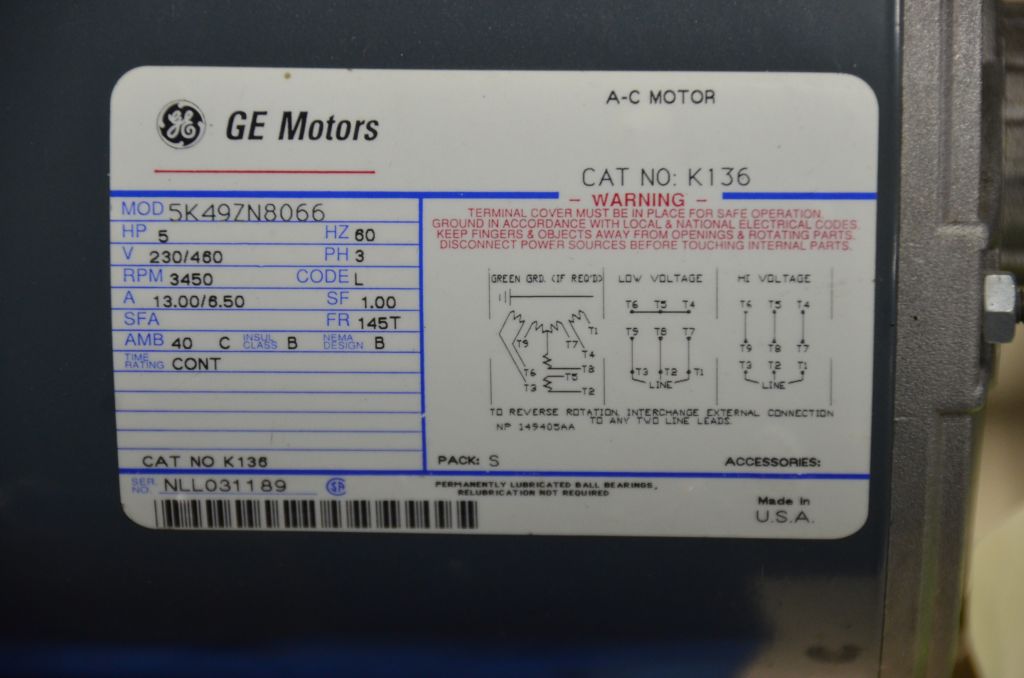 GE GE Motors
A-C MOTOR
CAT NO: K136
MOD 5K49ZN8066
HP 5 HZ 60
V 230/460 PH 3
RPM 3450 CODE L
A 13.00/6.50 SF 1.00
SFA FR 145T
AMB 40 C INSUL CLASS B NEMA DESIGN B
TIME RATING CONT
CAT NO K136
SER. NO. NLL031189 SA
- WARNING -
TERMINAL COVER MUST BE IN PLACE FOR SAFE OPERATION.
GROUND IN ACCORDANCE WITH LOCAL & NATIONAL ELECTRICAL CODES.
KEEP FINGERS & OBJECTS AWAY FROM OPENINGS & ROTATING PARTS.
DISCONNECT POWER SOURCES BEFORE TOUCHING INTERNAL PARTS.
GREEN GRD. (IF REQ'D) LOW VOLTAGE HI VOLTAGE
T6 T5 T4 T6 T5 T4
T1
T9 T7 T9 T8 T7 T9 T8 T7
T4
T6 T8 T3 T2 T1 T3 T2 T1
T5
T3 T2 LINE LINE
TO REVERSE ROTATION, INTERCHANGE EXTERNAL CONNECTION
NP 149405AA TO ANY TWO LINE LEADS.
PACK: S ACCESSORIES:
PERMANENTLY LUBRICATED BALL BEARINGS,
RELUBRICATION NOT REQUIRED
Made In
U.S.A.